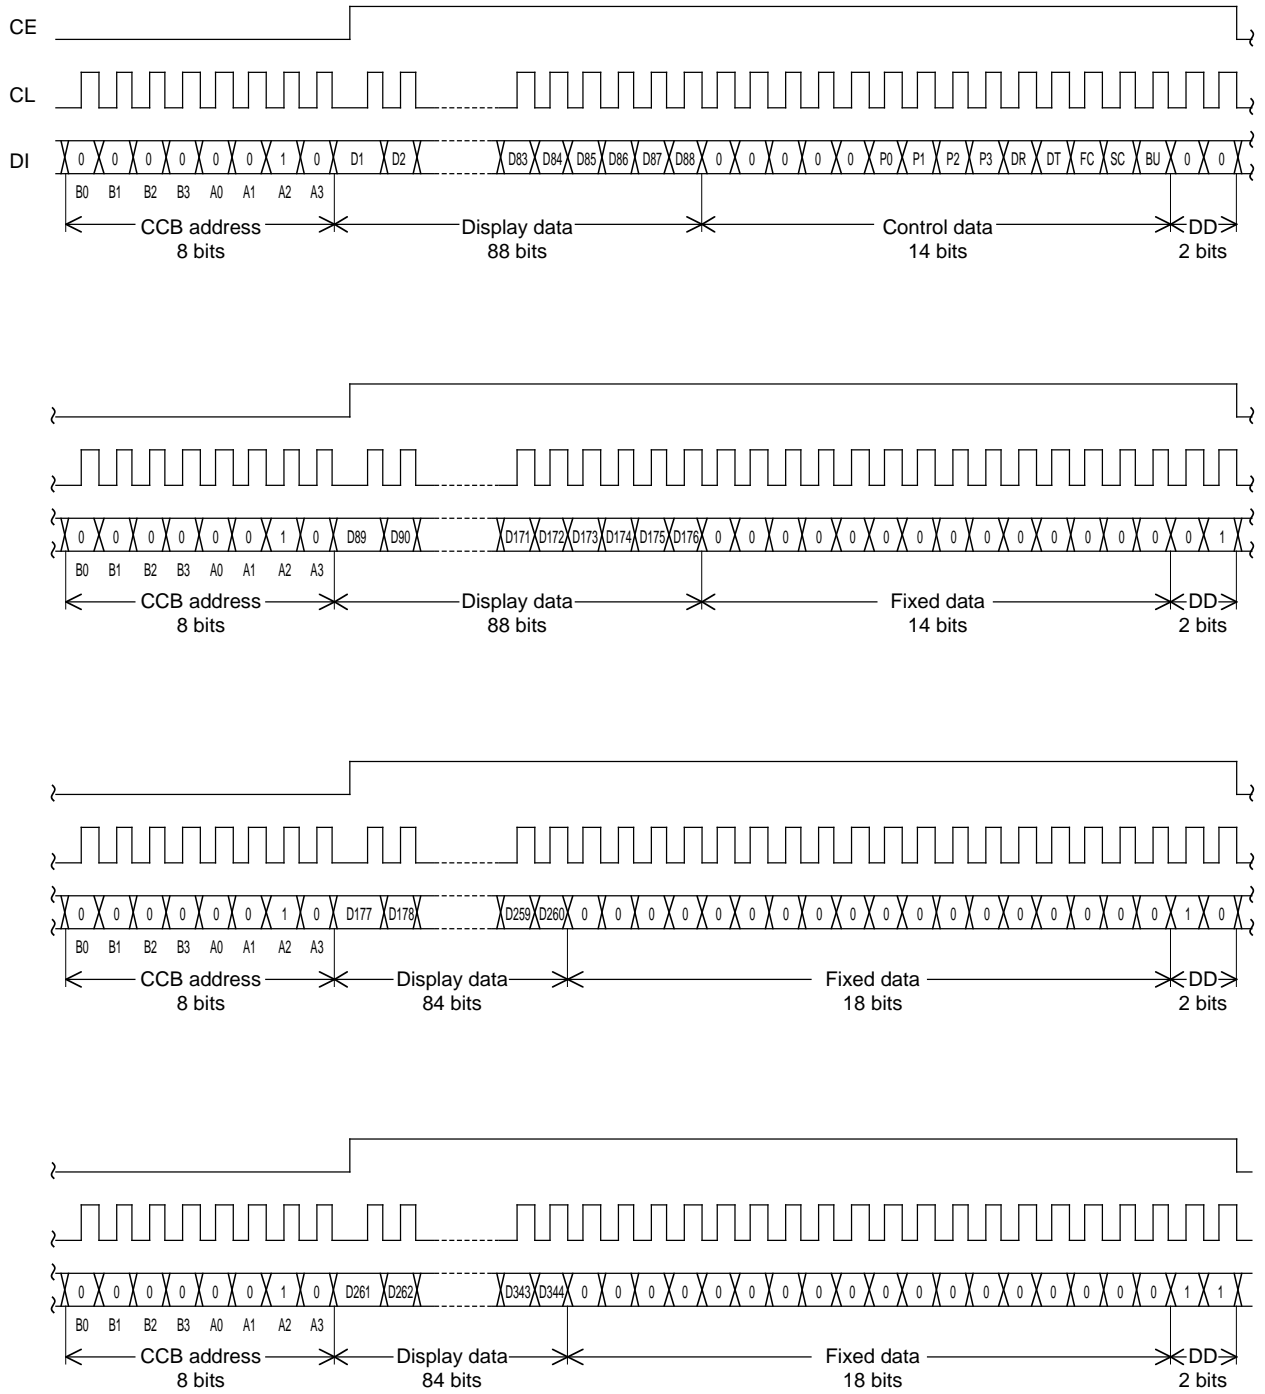 CE
CL
DI 0 0 0 0 0 0 1 0 D1 D2 D83 D84 D85 D86 D87 D88 0 0 0 0 0 P0 P1 P2 P3 DR DT FC SC BU 0 0
B0 B1 B2 B3 A0 A1 A2 A3
CCB address Display data Control data DD
8 bits 88 bits 14 bits 2 bits
0 0 0 0 0 0 1 0 D89 D90 D171 D172 D173 D174 D175 D176 0 0 0 0 0 0 0 0 0 0 0 0 0 0 0 1
B0 B1 B2 B3 A0 A1 A2 A3
CCB address Display data Fixed data DD
8 bits 88 bits 14 bits 2 bits
0 0 0 0 0 0 1 0 D177 D178 D259 D260 0 0 0 0 0 0 0 0 0 0 0 0 0 0 0 0 0 0 1 0
B0 B1 B2 B3 A0 A1 A2 A3
CCB address Display data Fixed data DD
8 bits 84 bits 18 bits 2 bits
0 0 0 0 0 0 1 0 D261 D262 D343 D344 0 0 0 0 0 0 0 0 0 0 0 0 0 0 0 0 0 0 1 1
B0 B1 B2 B3 A0 A1 A2 A3
CCB address Display data Fixed data DD
8 bits 84 bits 18 bits 2 bits